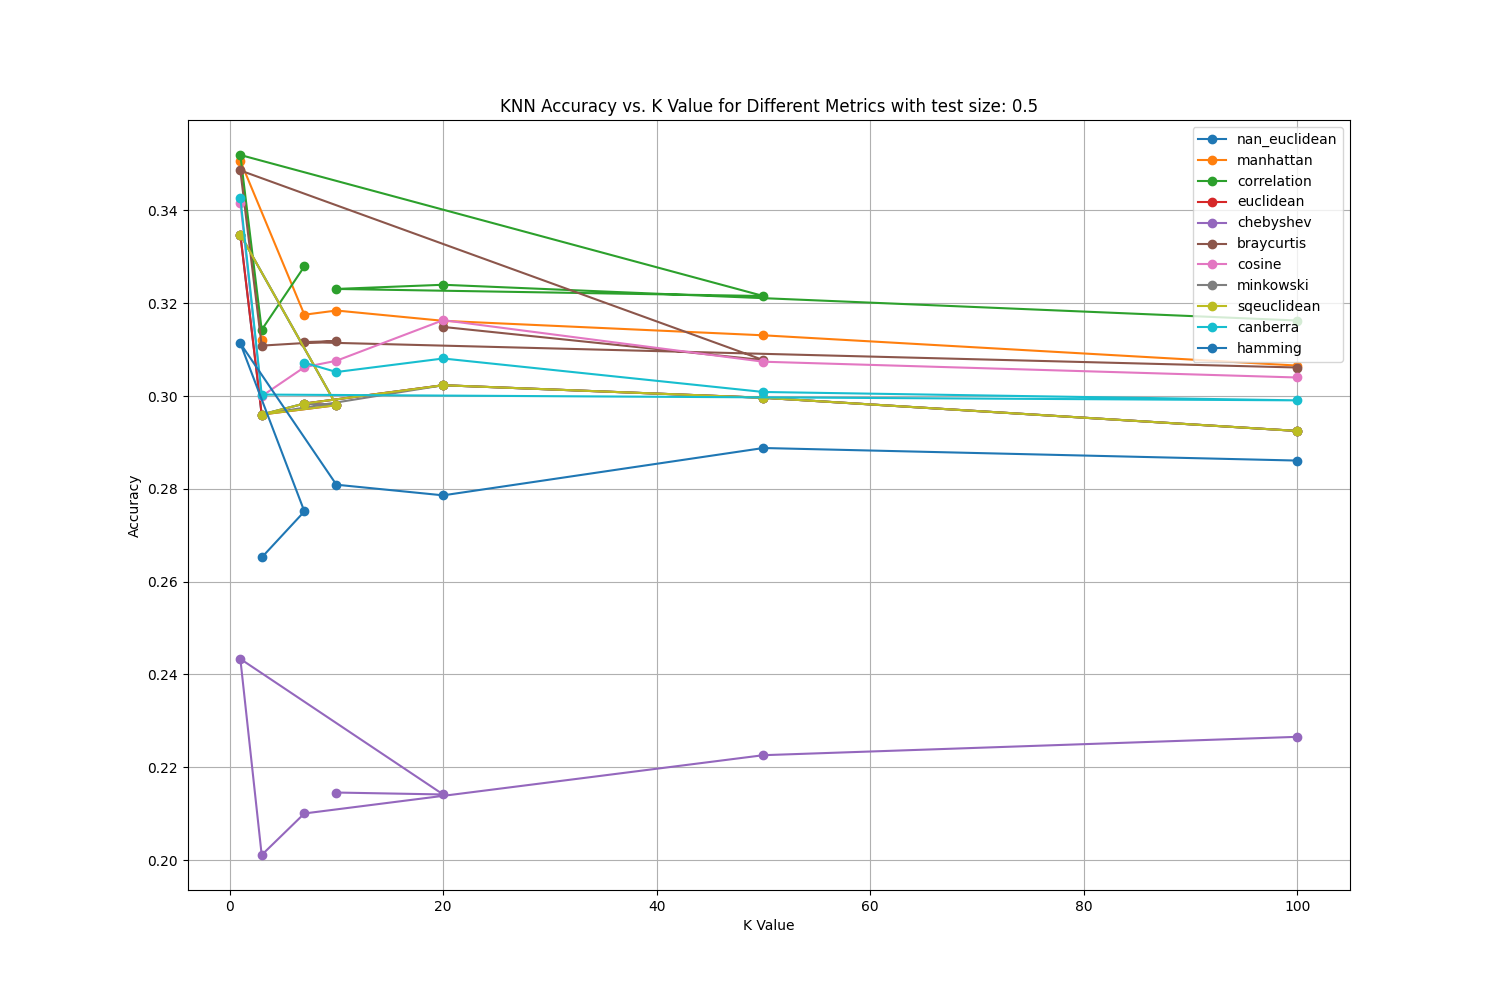 KNN Accuracy vs. K Value for Different Metrics with test size: 0.5
nan_euclidean
manhattan
correlation
euclidean
chebyshev
braycurtis
cosine
minkowski
sqeuclidean
canberra
hamming
Accuracy
0.34
0.32
0.30
0.28
0.26
0.24
0.22
0.20
0 20 40 60 80 100
K Value